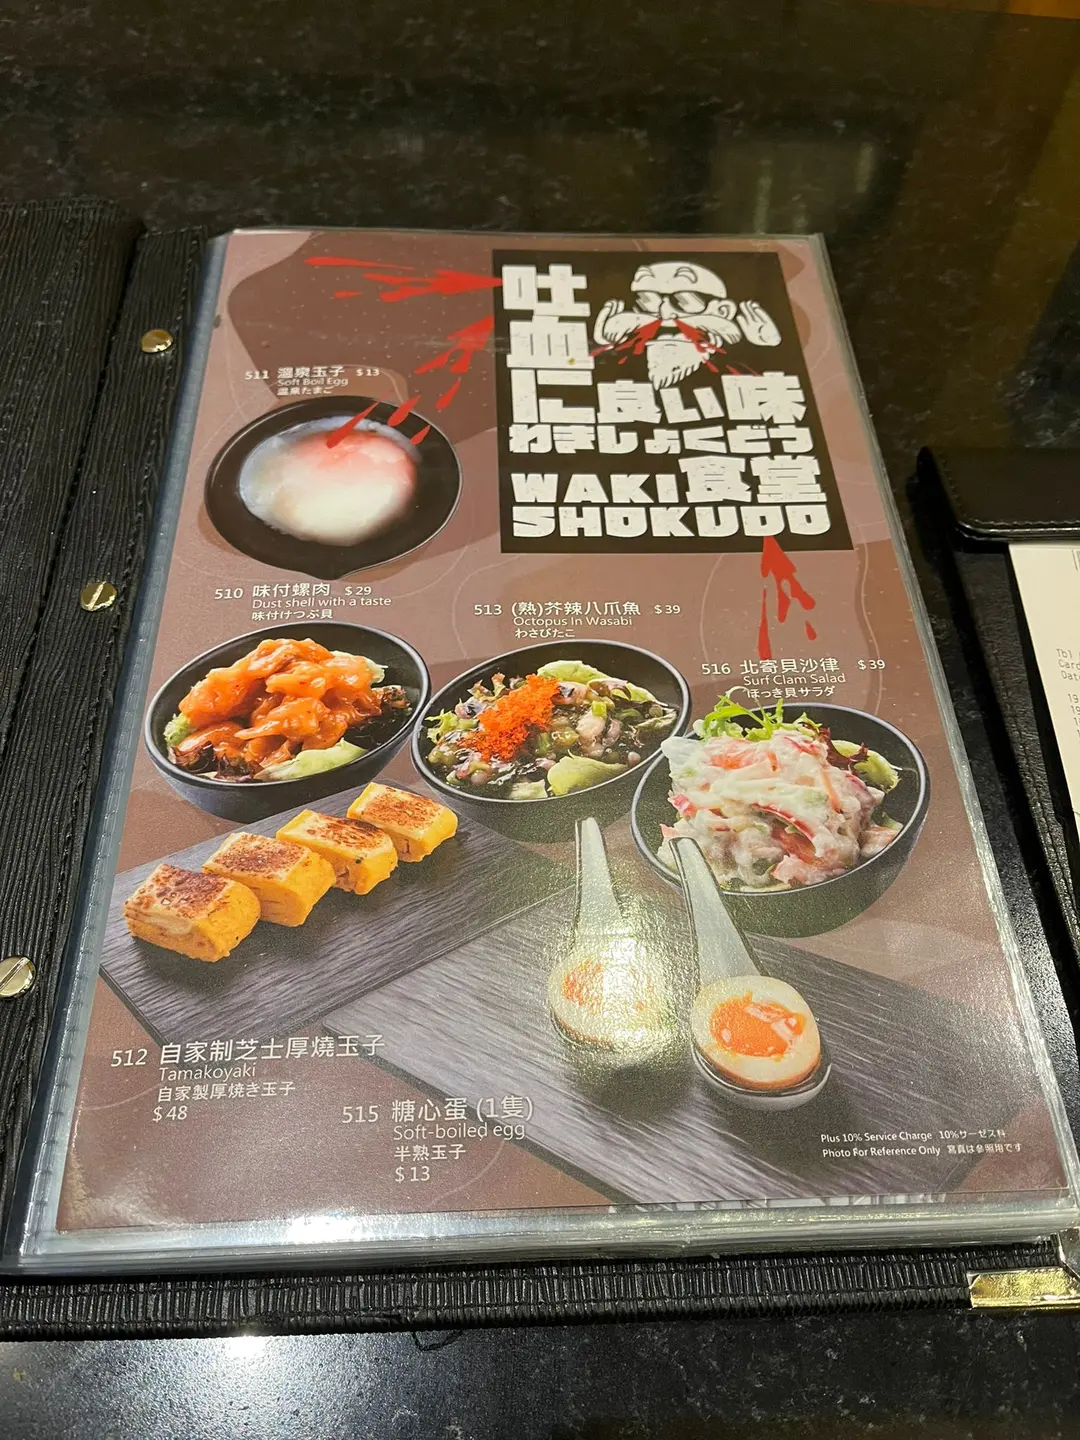 吐血に良い味
わきしょくどう
WAKI食堂
SHOKUDO
511 溫泉玉子 $13
Soft Boil Egg
温泉たまご
510 味付螺肉 $29
Dust shell with a taste
味付けつぶ貝
513 (熟)芥辣八爪魚 $39
Octopus In Wasabi
わさびたこ
516 北寄貝沙律 $39
Surf Clam Salad
ほっき貝サラダ
512 自家制芝士厚燒玉子
Tamakoyaki
自家製厚焼き玉子
$48
515 糖心蛋 (1隻)
Soft-boiled egg
半熟玉子
$13
Plus 10% Service Charge 10%サーゼス料
Photo For Reference Only 寫真は参照用です
Tbl
Card
Dat
19